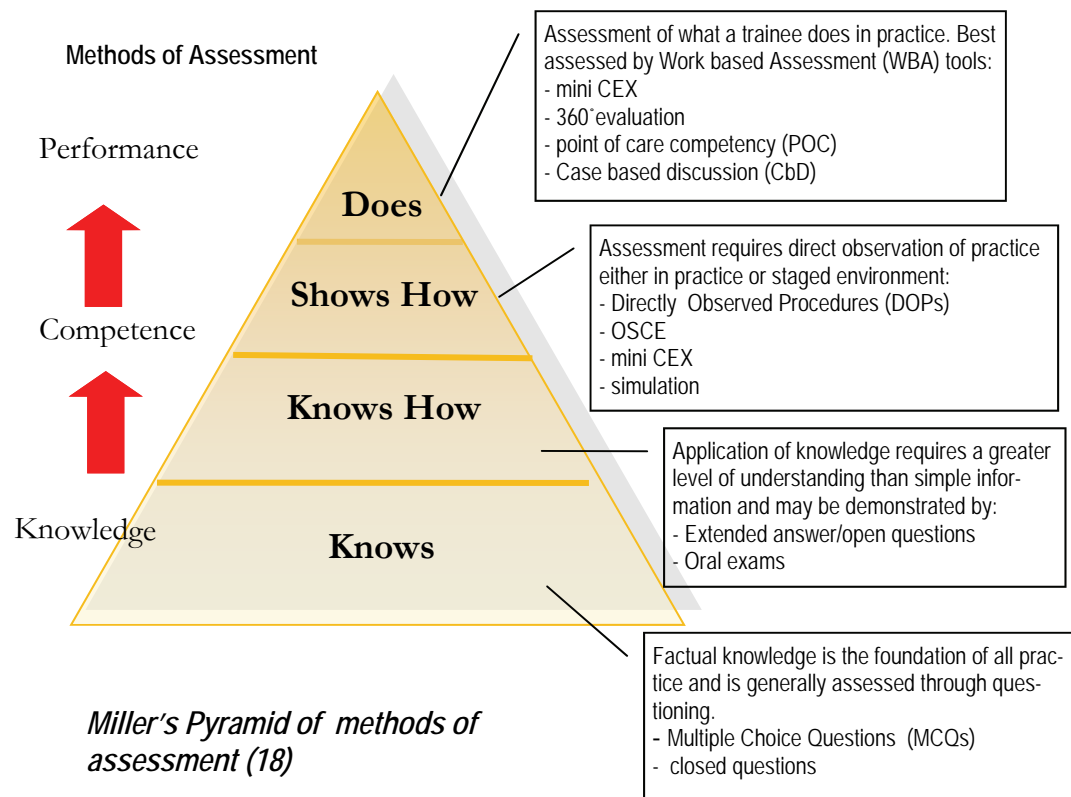 Methods of Assessment
Performance
Competence
Knowledge
Does
Shows How
Knows How
Knows
Assessment of what a trainee does in practice. Best
assessed by Work based Assessment (WBA) tools:
- mini CEX
- 360˚evaluation
- point of care competency (POC)
- Case based discussion (CbD)
Assessment requires direct observation of practice
either in practice or staged environment:
- Directly Observed Procedures (DOPs)
- OSCE
- mini CEX
- simulation
Application of knowledge requires a greater
level of understanding than simple infor-
mation and may be demonstrated by:
- Extended answer/open questions
- Oral exams
Factual knowledge is the foundation of all prac-
tice and is generally assessed through ques-
tioning.
- Multiple Choice Questions (MCQs)
- closed questions
Miller's Pyramid of methods of
assessment (18)